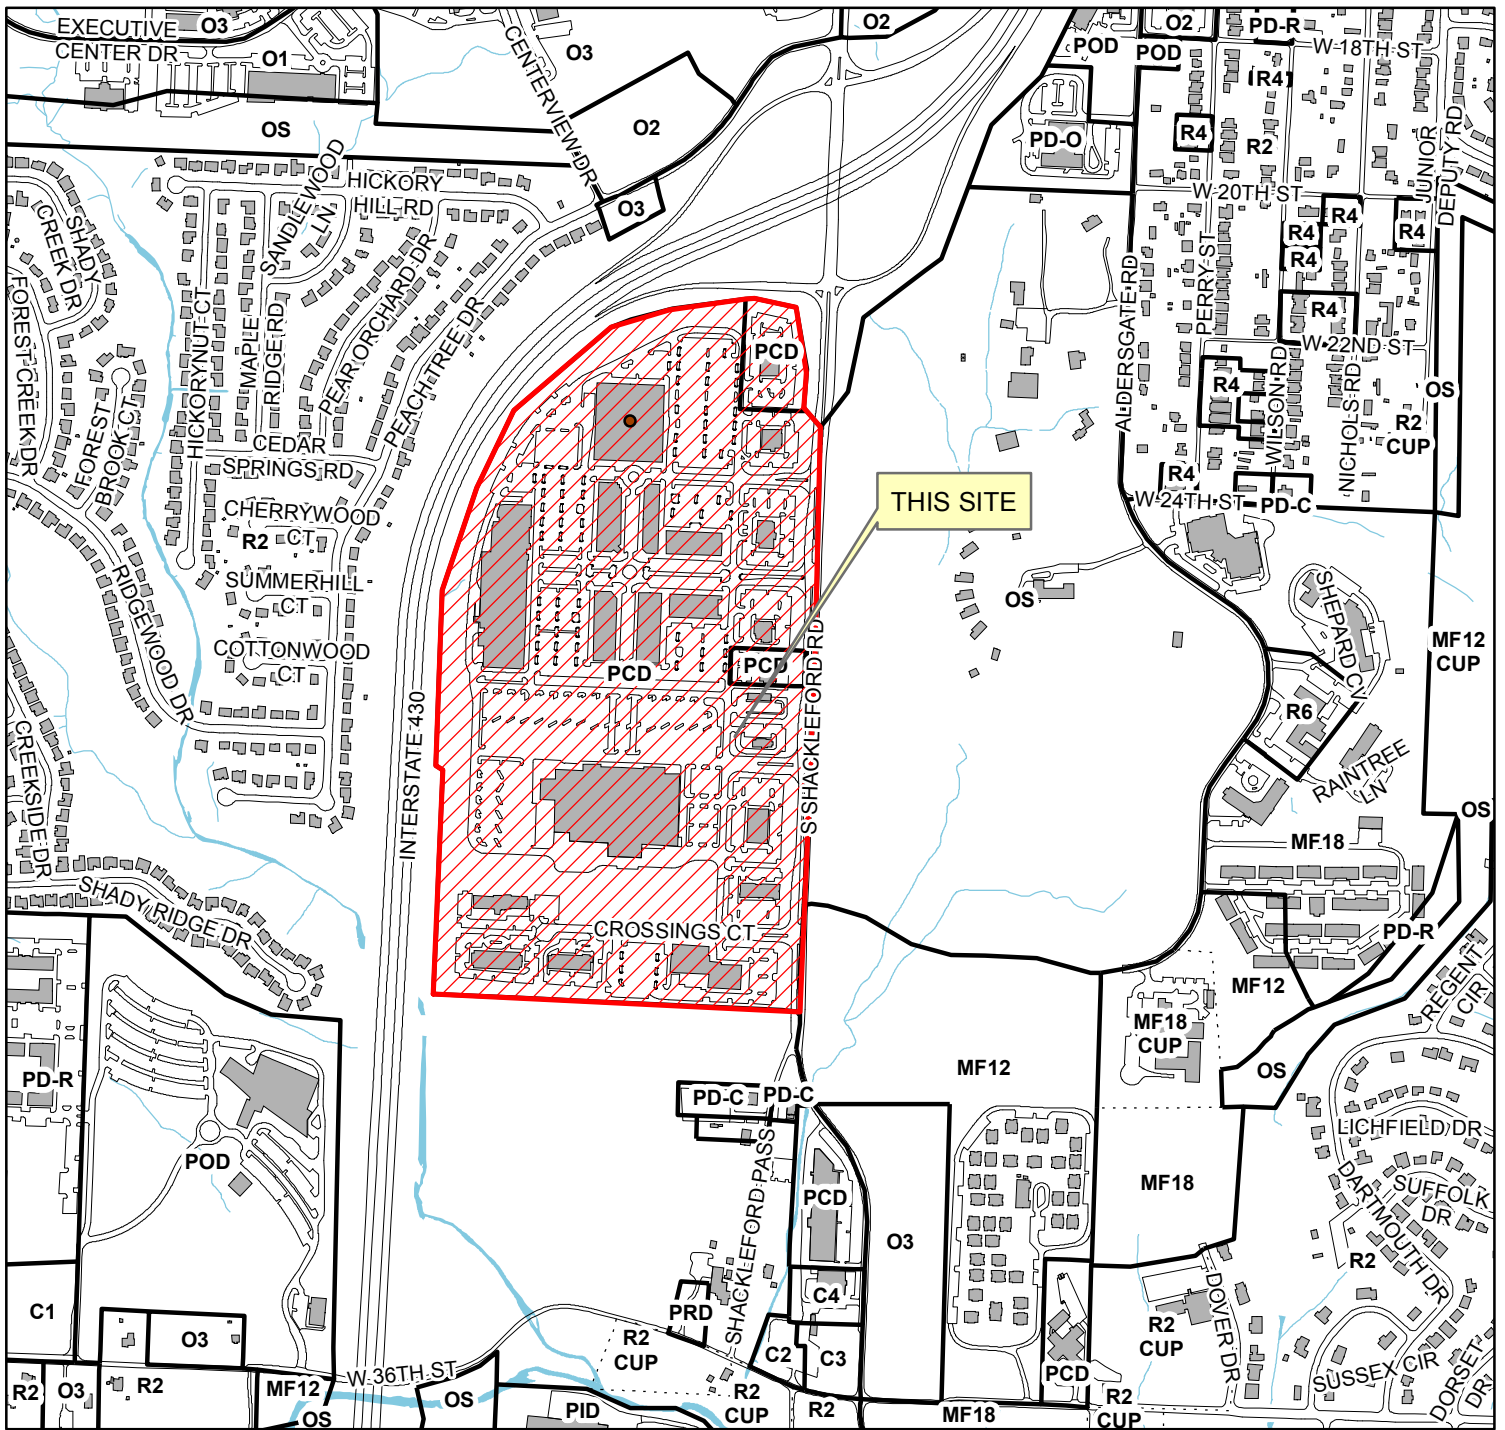 EXECUTIVE
CENTER DR
O3
O1
OS
CENTERVIEW DR
O3
O2
O2
O3
POD
POD
O2
PD-R
W 18TH ST
R4
PD-O
R4
R2
JUNIOR
DEPUTY RD
W 20TH ST
R4
R4
R4
R4
R4
W 22ND ST
R4
OS
R2
CUP
R4
W 24TH ST
PD-C
ALDERSGATE RD
PERRY ST
WILSON RD
NICHOLS RD
HICKORY
HILL RD
SANDLEWOOD
LN
SHADY
CREEK DR
FOREST CREEK DR
FOREST
BROOK CT
HICKORYNUT CT
MAPLE
RIDGE RD
PEAR ORCHARD DR
PEACH TREE DR
CEDAR
SPRINGS RD
CHERRYWOOD
CT
R2
SUMMERHILL
CT
COTTONWOOD
CT
RIDGEWOOD DR
CREEKSIDE DR
SHADY RIDGE DR
INTERSTATE 430
PCD
THIS SITE
PCD
PCD
S SHACKLEFORD RD
CROSSINGS CT
OS
SHEPARD CV
MF12
CUP
R6
RAINTREE
LN
OS
MF18
PD-R
MF12
REGENT
CIR
MF18
CUP
OS
MF12
PD-R
POD
PD-C
PD-C
SHACKLEFORD PASS
PCD
O3
MF18
LICHFIELD DR
SUFFOLK
DR
DARTMOUTH DR
R2
C1
O3
PRD
C4
R2
CUP
C2
C3
R2
CUP
DOVER DR
SUSSEX CIR
DORSET
DR
W 36TH ST
R2
O3
R2
MF12
OS
OS
PID
R2
CUP
R2
MF18
PCD
R2
CUP